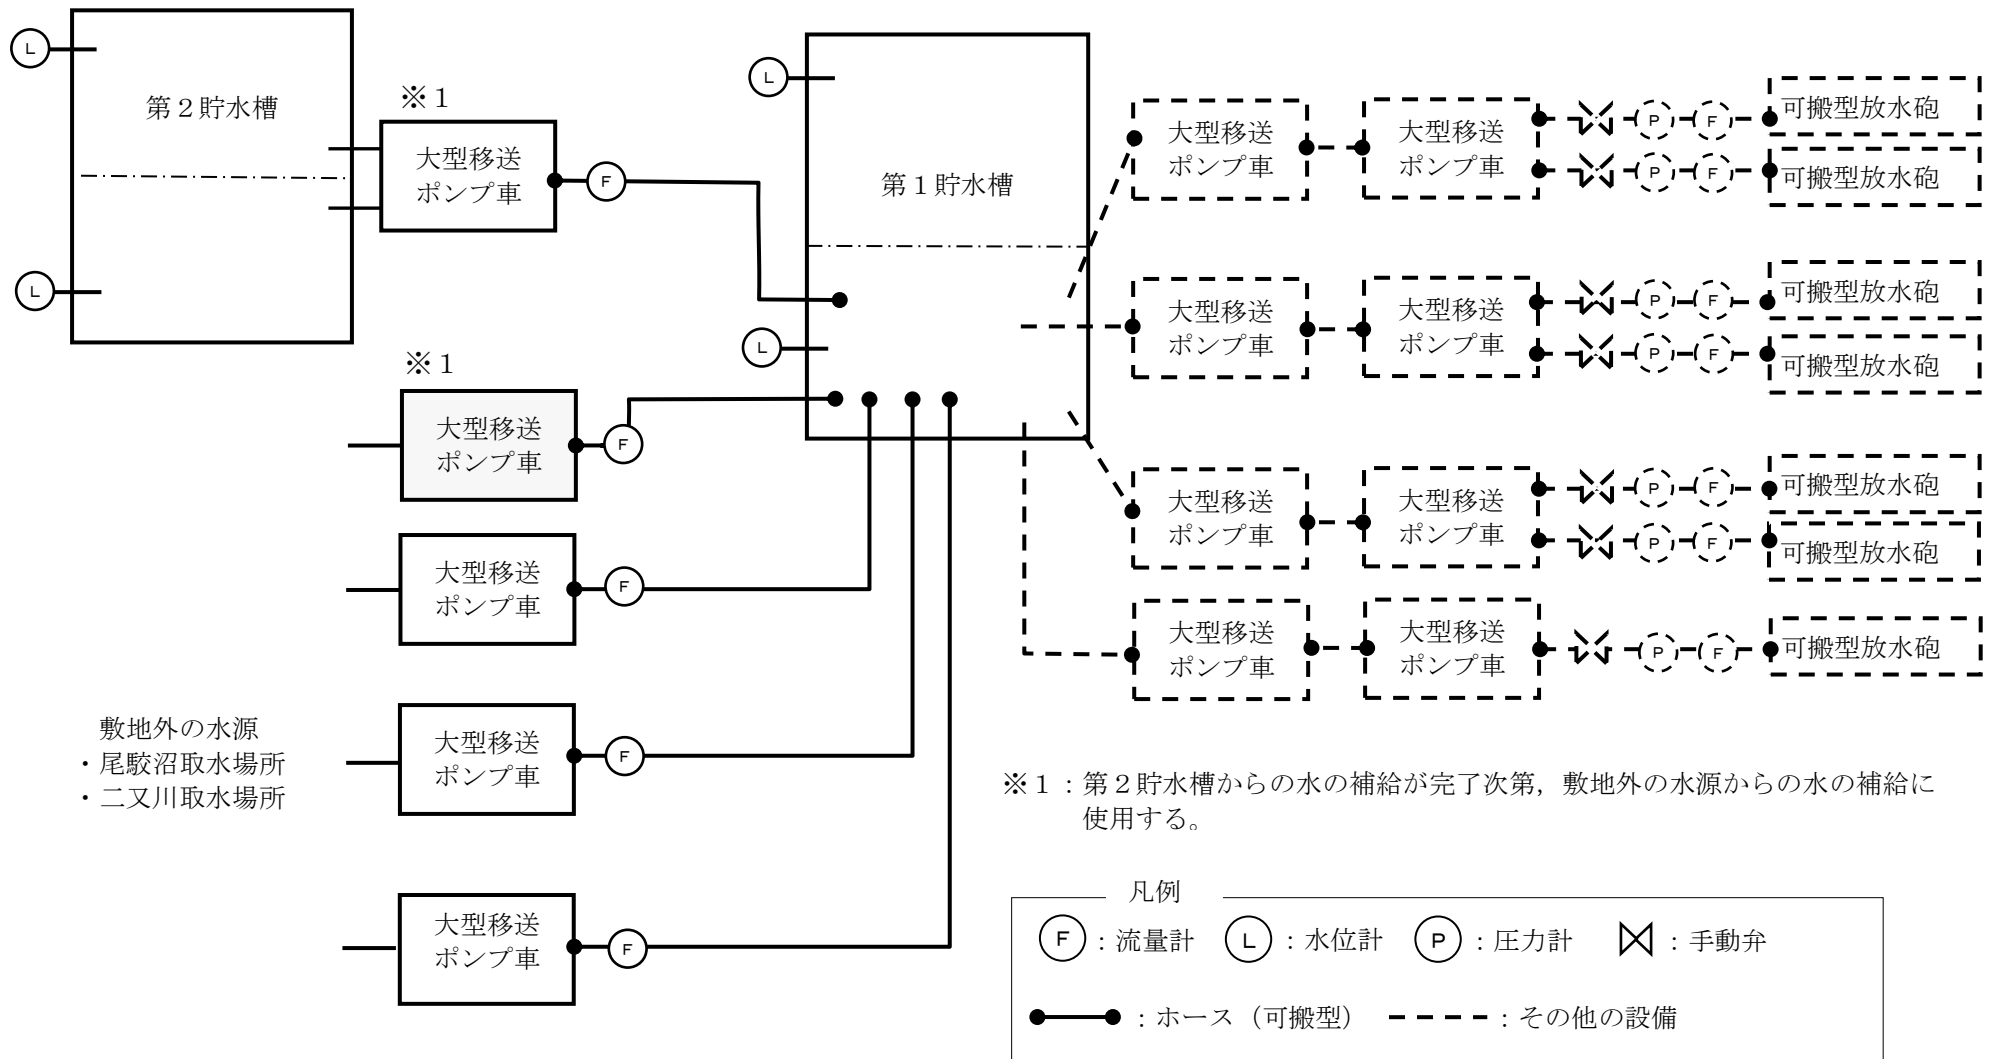 L
第２貯水槽
L
※１
大型移送
ポンプ車
F
L
第１貯水槽
L
※１
大型移送
ポンプ車
F
大型移送
ポンプ車
F
大型移送
ポンプ車
F
大型移送
ポンプ車
F
敷地外の水源
・尾駮沼取水場所
・二又川取水場所
大型移送
ポンプ車
大型移送
ポンプ車
P
F
可搬型放水砲
P
F
可搬型放水砲
大型移送
ポンプ車
大型移送
ポンプ車
P
F
可搬型放水砲
P
F
可搬型放水砲
大型移送
ポンプ車
大型移送
ポンプ車
P
F
可搬型放水砲
P
F
可搬型放水砲
大型移送
ポンプ車
大型移送
ポンプ車
P
F
可搬型放水砲
※１：第２貯水槽からの水の補給が完了次第，敷地外の水源からの水の補給に
使用する。
凡例
F：流量計 L：水位計 P：圧力計 ：手動弁
：ホース（可搬型） ：その他の設備